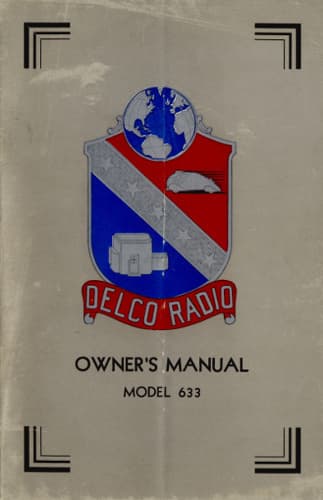 DELCO RADIO
OWNER'S MANUAL
MODEL 633